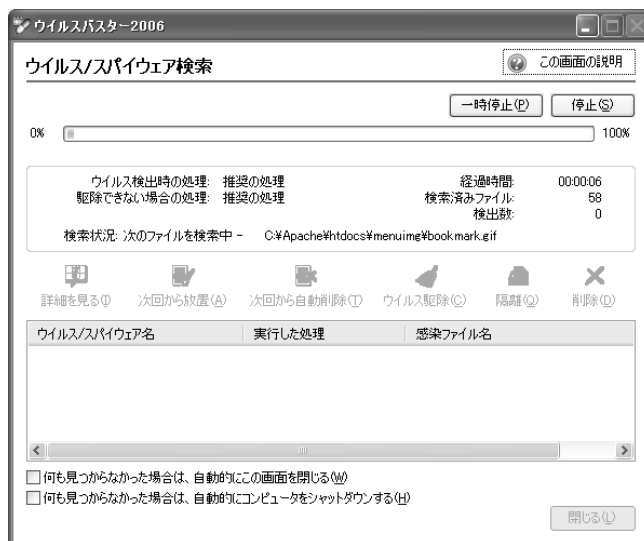 ウイルスバスター2006
ウイルス/スパイウェア検索
この画面の説明
一時停止(P)
停止(S)
0%
100%
ウイルス検出時の処理: 推奨の処理
経過時間: 00:00:06
駆除できない場合の処理: 推奨の処理
検索済みファイル: 58
検出数: 0
検索状況: 次のファイルを検索中 - C:¥Apache¥htdocs¥menuimg¥bookmark.gif
詳細を見る(I)
次回から放置(A)
次回から自動削除(T)
ウイルス駆除(C)
隔離(Q)
削除(D)
ウイルス/スパイウェア名
実行した処理
感染ファイル名
何も見つからなかった場合は、自動的にこの画面を閉じる(W)
何も見つからなかった場合は、自動的にコンピュータをシャットダウンする(H)
閉じる(L)